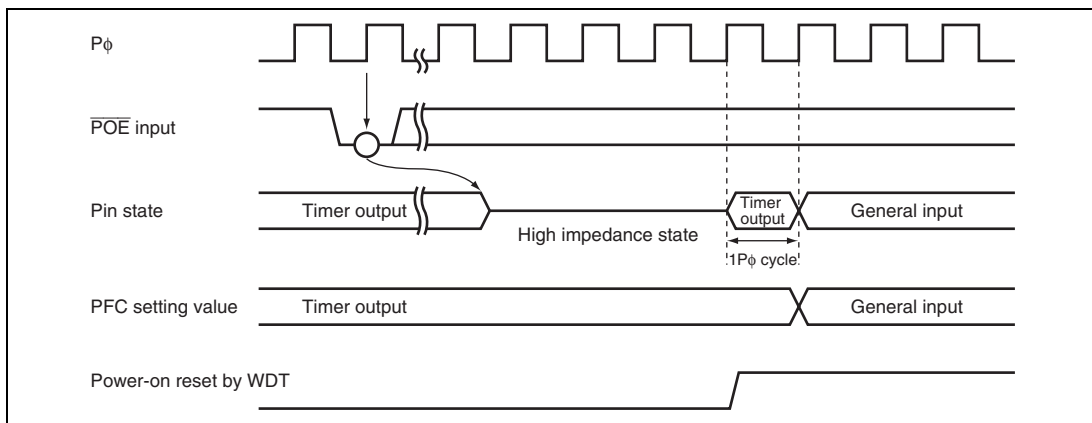 Pϕ
POE input
Pin state
Timer output
High impedance state
Timer
output
General input
1Pϕ cycle
PFC setting value
Timer output
General input
Power-on reset by WDT